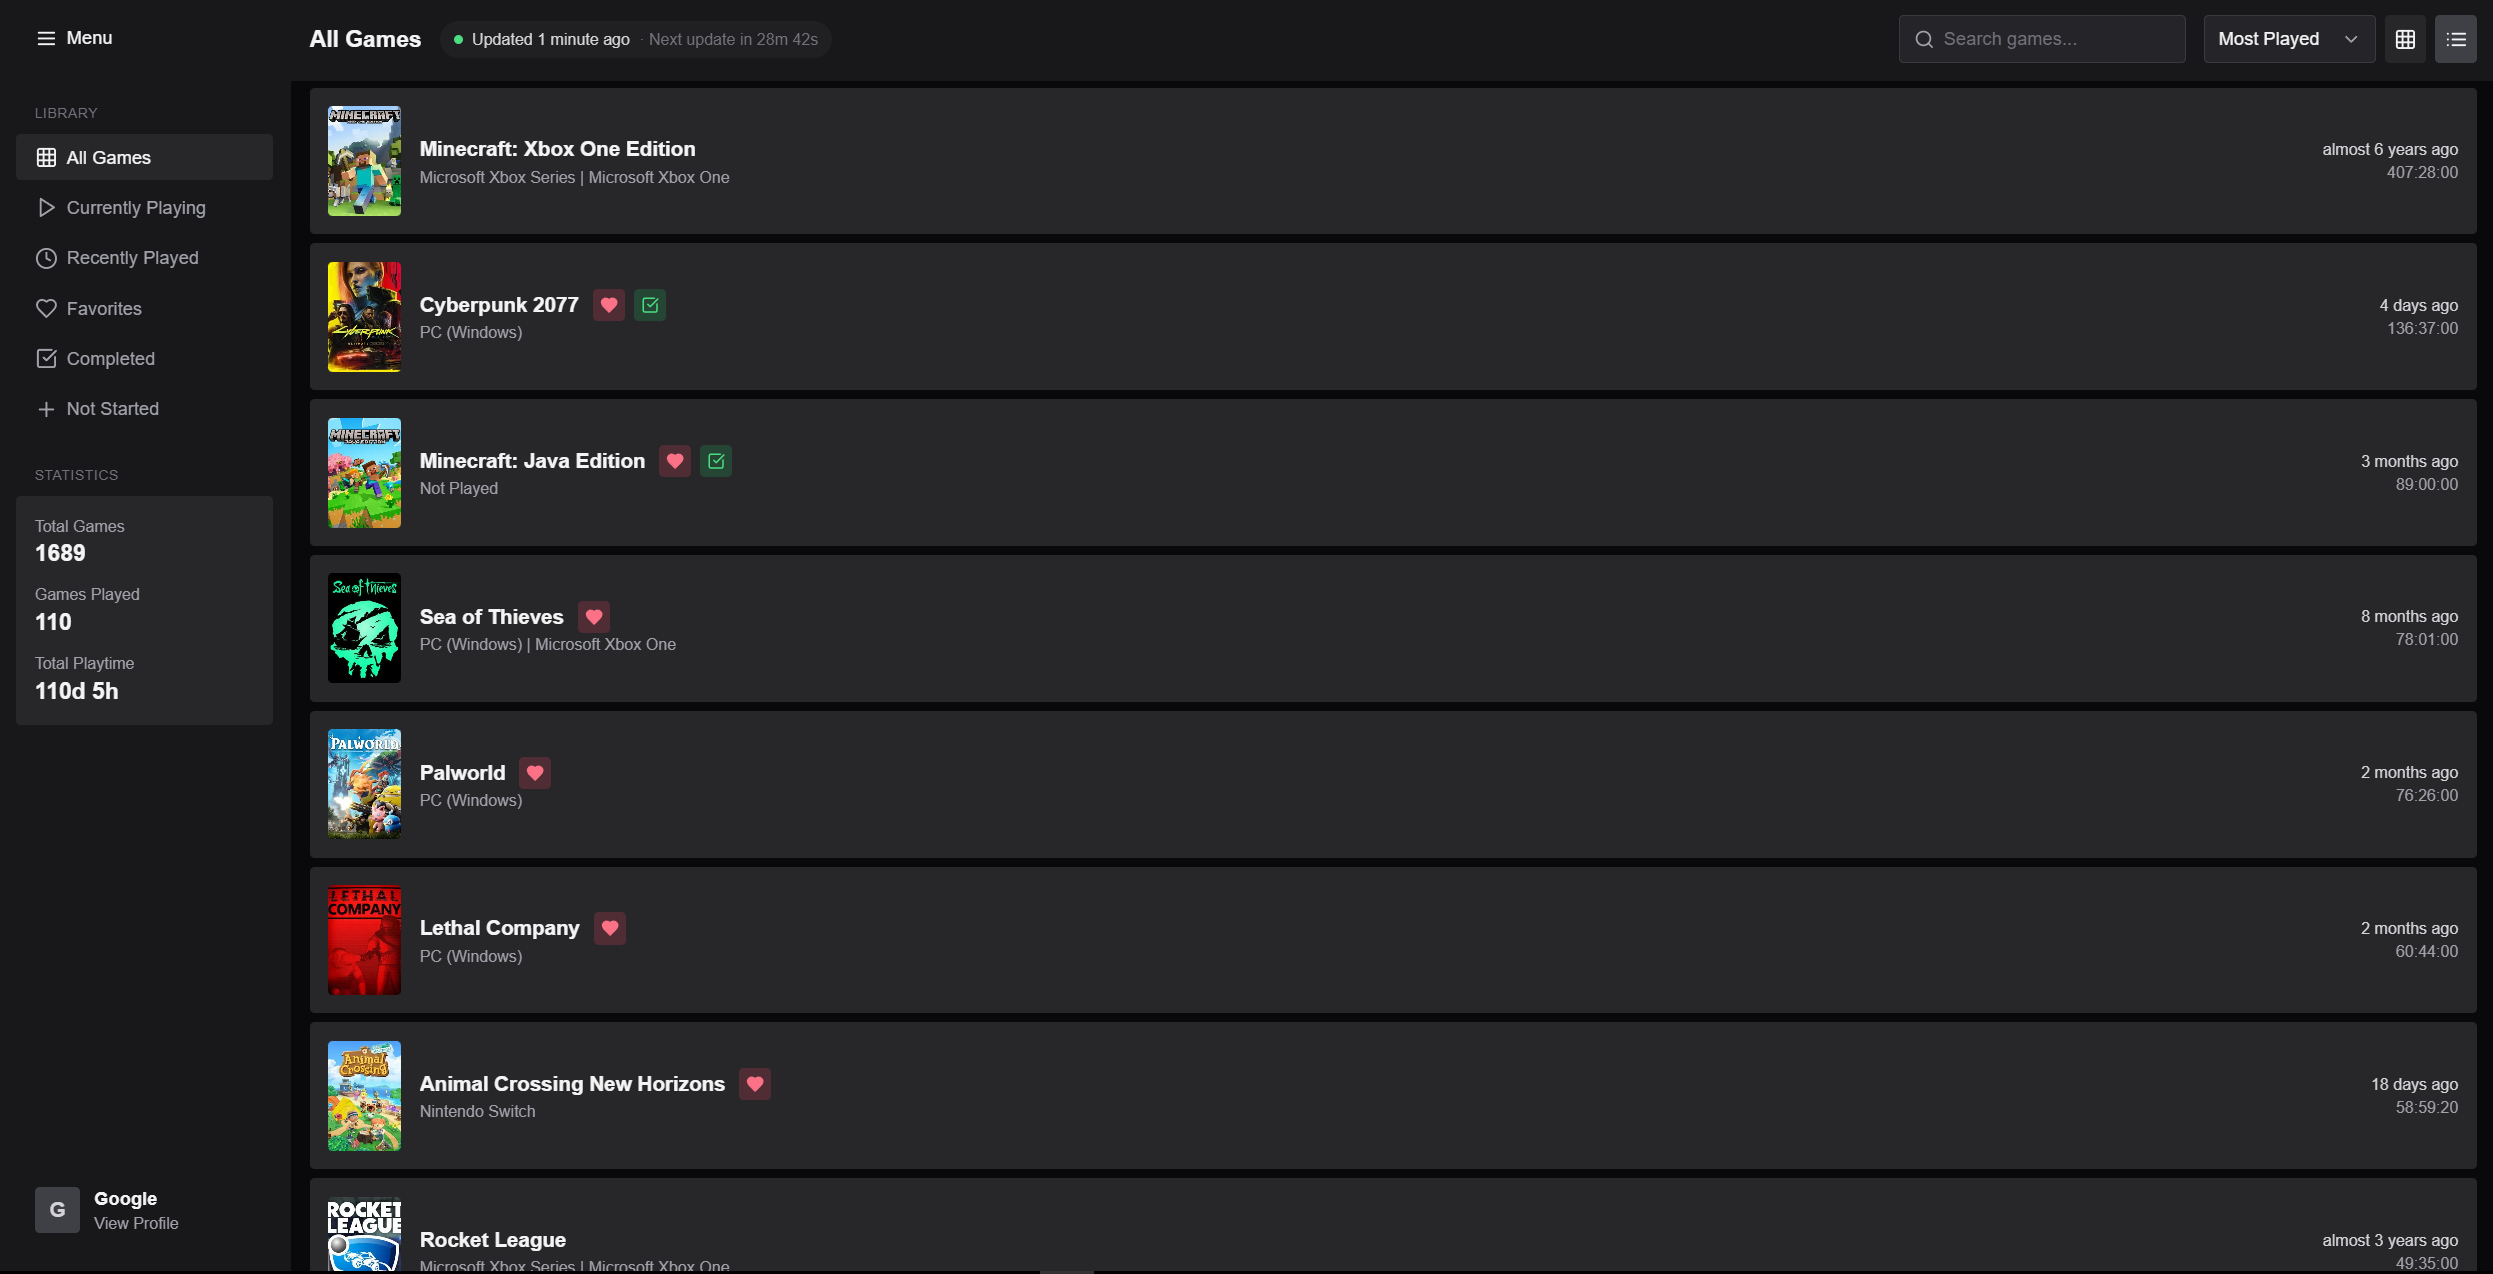 Menu
All Games
Updated 1 minute ago · Next update in 28m 42s
Search games...
Most Played
LIBRARY
All Games
Currently Playing
Recently Played
Favorites
Completed
Not Started
STATISTICS
Total Games
1689
Games Played
110
Total Playtime
110d 5h
G
Google
View Profile
MINECRAFT
Minecraft: Xbox One Edition
Microsoft Xbox Series | Microsoft Xbox One
almost 6 years ago
407:28:00
CYBERPUNK
Cyberpunk 2077
PC (Windows)
4 days ago
136:37:00
MINECRAFT
JAVA EDITION
Minecraft: Java Edition
Not Played
3 months ago
89:00:00
Sea of Thieves
Sea of Thieves
PC (Windows) | Microsoft Xbox One
8 months ago
78:01:00
PALWORLD
Palworld
PC (Windows)
2 months ago
76:26:00
LETHAL
COMPANY
Lethal Company
PC (Windows)
2 months ago
60:44:00
Animal
Crossing
Animal Crossing New Horizons
Nintendo Switch
18 days ago
58:59:20
ROCKET
LEAGUE
Rocket League
Microsoft Xbox Series | Microsoft Xbox One
almost 3 years ago
49:35:00